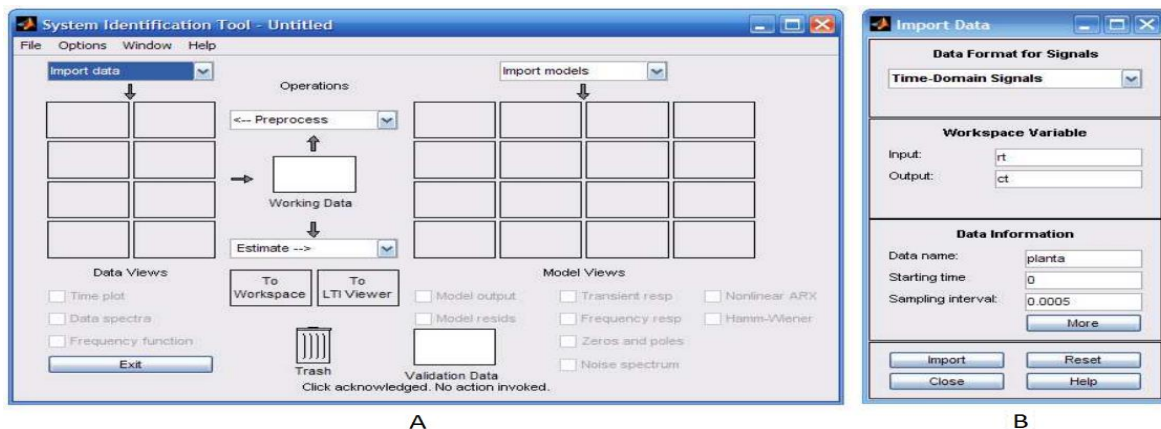 System Identification Tool - Untitled
File Options Window Help
Import data
Import models
Operations
<-- Preprocess
Working Data
Estimate -->
Data Views
Time plot
Data spectra
Frequency function
Exit
To Workspace
To LTI Viewer
Trash
Model Views
Model output
Model resids
Transient resp
Frequency resp
Zeros and poles
Noise spectrum
Nonlinear ARX
Hamm-Wiener
Validation Data
Click acknowledged. No action invoked.
A
Import Data
Data Format for Signals
Time-Domain Signals
Workspace Variable
Input: rt
Output: ct
Data Information
Data name: planta
Starting time 0
Sampling interval: 0.0005
More
Import Reset
Close Help
B